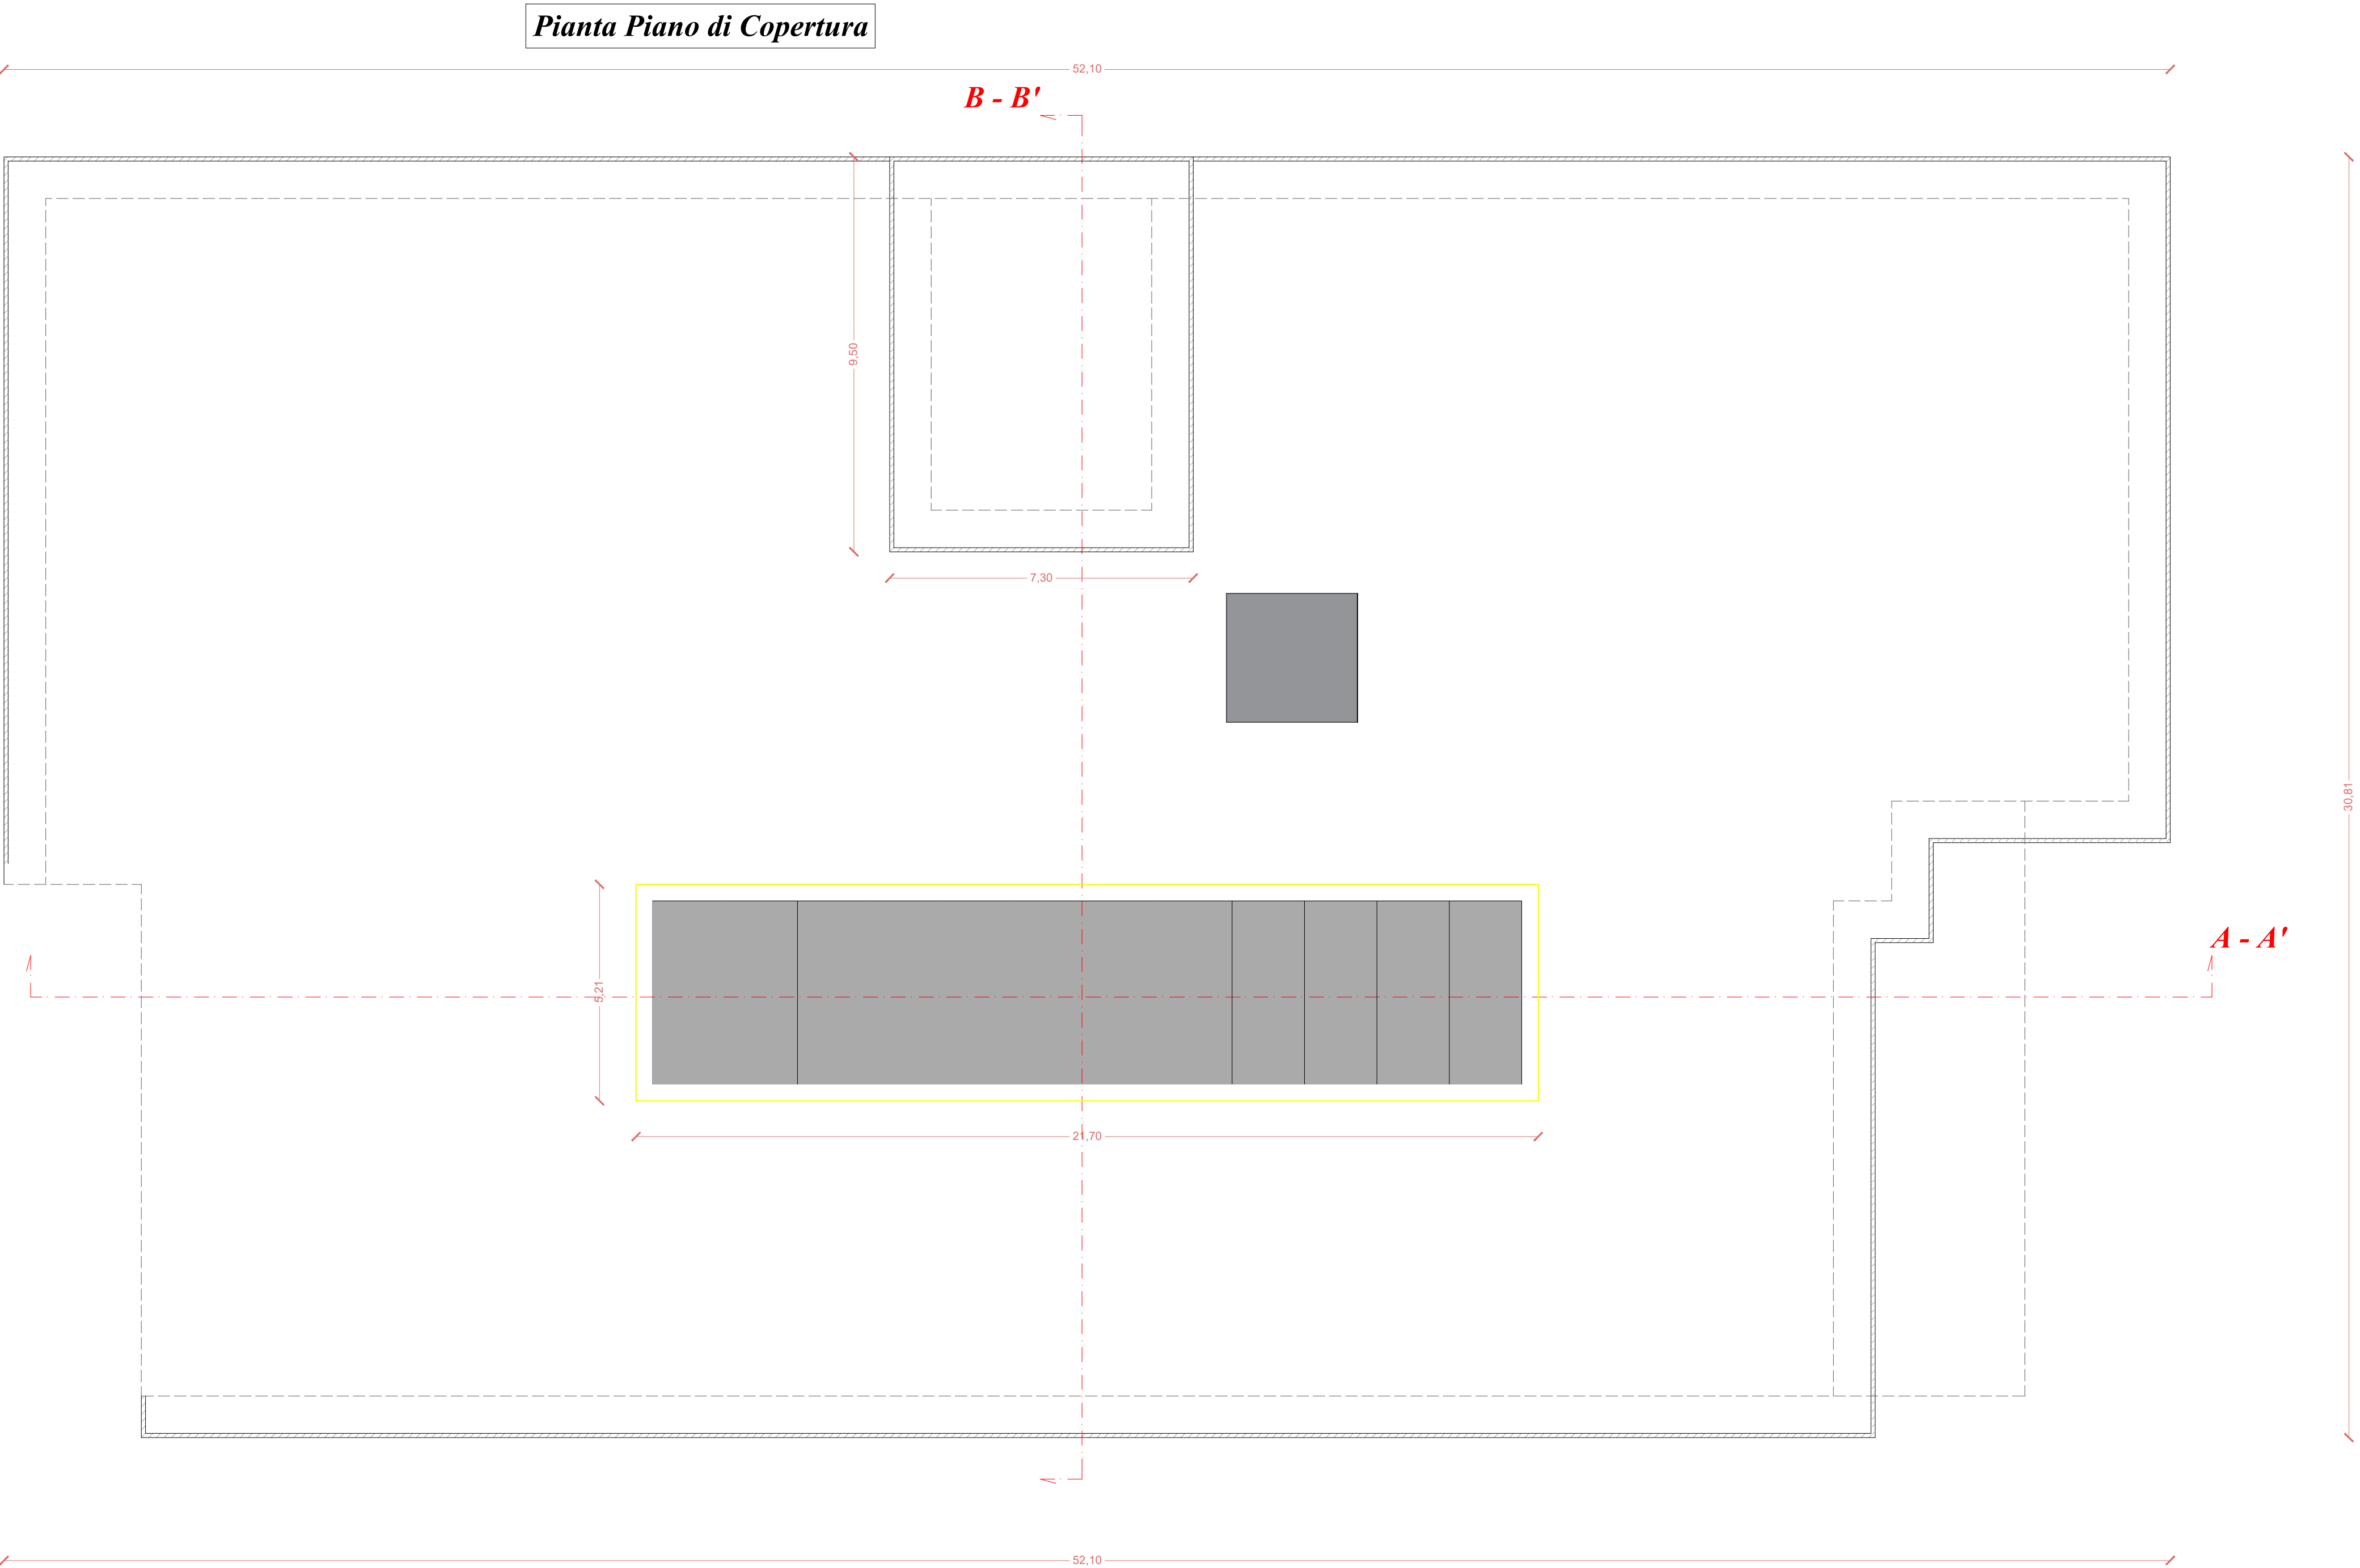 Pianta Piano di Copertura
52,10
B - B'
9,50
7,30
30,81
A - A'
5,21
21,70
52,10